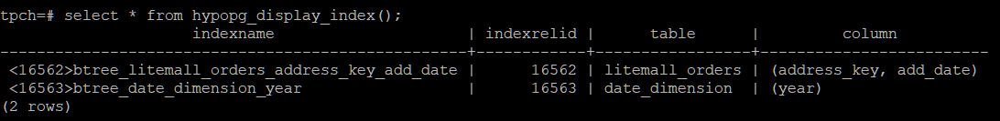 tpch=# select * from hypopg_display_index();
                     indexname                      | indexrelid |      table      |         column
----------------------------------------------------+------------+-----------------+-------------------------
 <16562>btree_litemall_orders_address_key_add_date |      16562 | litemall_orders | (address_key, add_date)
 <16563>btree_date_dimension_year                  |      16563 | date_dimension  | (year)
(2 rows)